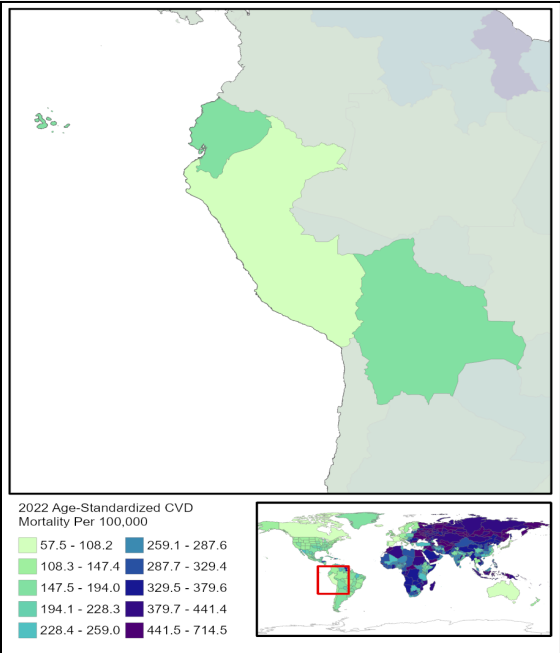 2022 Age-Standardized CVD
Mortality Per 100,000
57.5 - 108.2
108.3 - 147.4
147.5 - 194.0
194.1 - 228.3
228.4 - 259.0
259.1 - 287.6
287.7 - 329.4
329.5 - 379.6
379.7 - 441.4
441.5 - 714.5